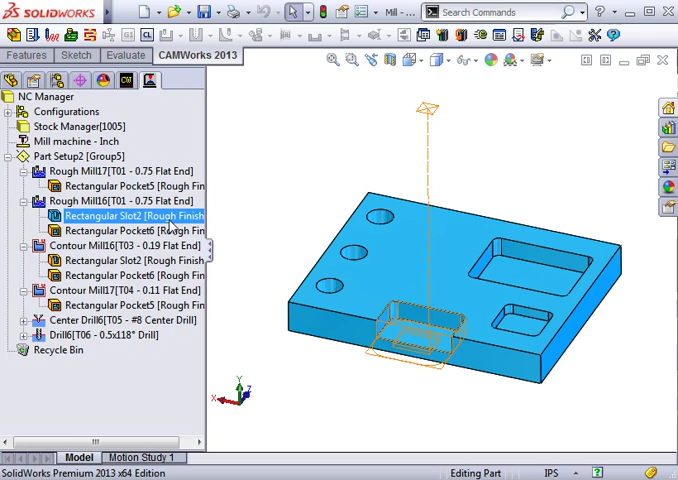 SOLIDWORKS
Mill - ...
Search Commands
Features
Sketch
Evaluate
CAMWorks 2013
NC Manager
Configurations
Stock Manager[1005]
Mill machine - Inch
Part Setup2 [Group5]
Rough Mill17[T01 - 0.75 Flat End]
Rectangular Pocket5 [Rough Fin
Rough Mill16[T01 - 0.75 Flat End]
Rectangular Slot2 [Rough Finish
Rectangular Pocket6 [Rough Fin
Contour Mill16[T03 - 0.19 Flat End]
Rectangular Slot2 [Rough Finish
Rectangular Pocket6 [Rough Fin
Contour Mill17[T04 - 0.11 Flat End]
Rectangular Pocket5 [Rough Fin
Center Drill6[T05 - #8 Center Drill]
Drill6[T06 - 0.5x118° Drill]
Recycle Bin
Y
X
Z
Model
Motion Study 1
SolidWorks Premium 2013 x64 Edition
Editing Part
IPS